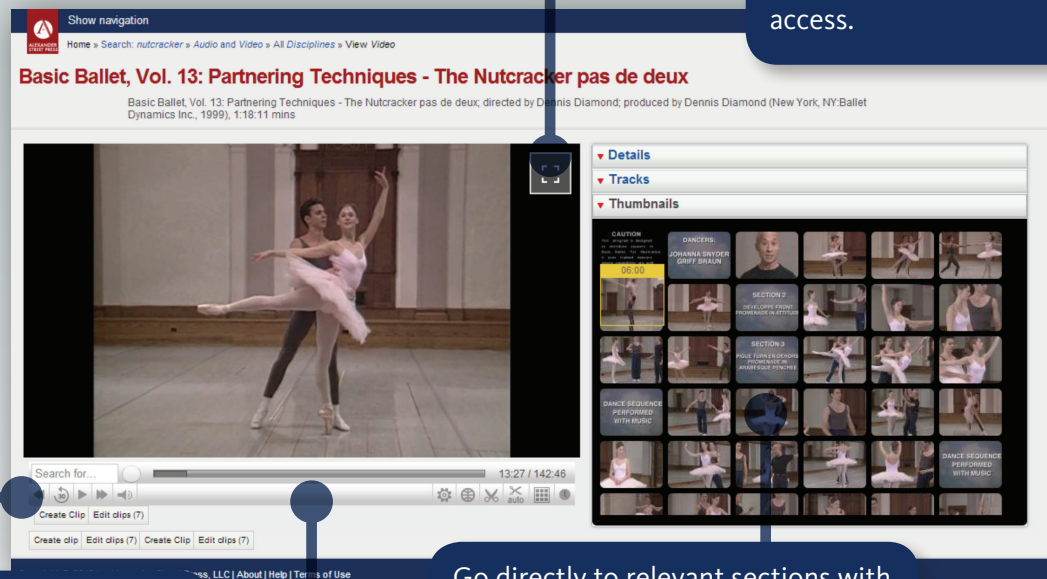 access.
Show navigation
ALEXANDER
STREET PRESS
Home » Search: nutcracker » Audio and Video » All Disciplines » View Video
Basic Ballet, Vol. 13: Partnering Techniques - The Nutcracker pas de deux
Basic Ballet, Vol. 13: Partnering Techniques - The Nutcracker pas de deux; directed by Dennis Diamond; produced by Dennis Diamond (New York, NY:Ballet
Dynamics Inc., 1999), 1:18:11 mins
Details
Tracks
Thumbnails
CAUTION
DANCERS:
JOHANNA SNYDER
GRIFF BRAUN
06:00
SECTION 2
DEVELOPPE FRONT
PROMENADE IN ATTITUDE
SECTION 3
PIQUE TURN EN DEHORS
PROMENADE IN
ARABESQUE PENCHEE
DANCE SEQUENCE
PERFORMED
WITH MUSIC
DANCE SEQUENCE
PERFORMED
WITH MUSIC
Search for...
13:27 / 142:46
30
auto
Create Clip Edit clips (7)
Create clip Edit clips (7) Create Clip Edit clips (7)
Press, LLC | About | Help | Terms of Use
Go directly to relevant sections with